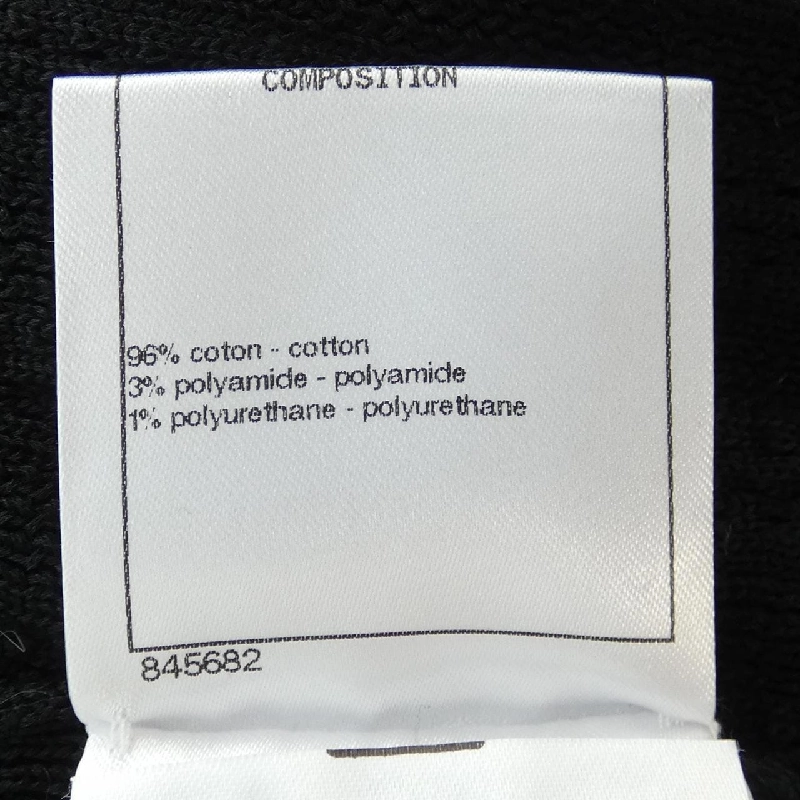 COMPOSITION
96% coton - cotton
3% polyamide - polyamide
1% polyurethane - polyurethane
845682